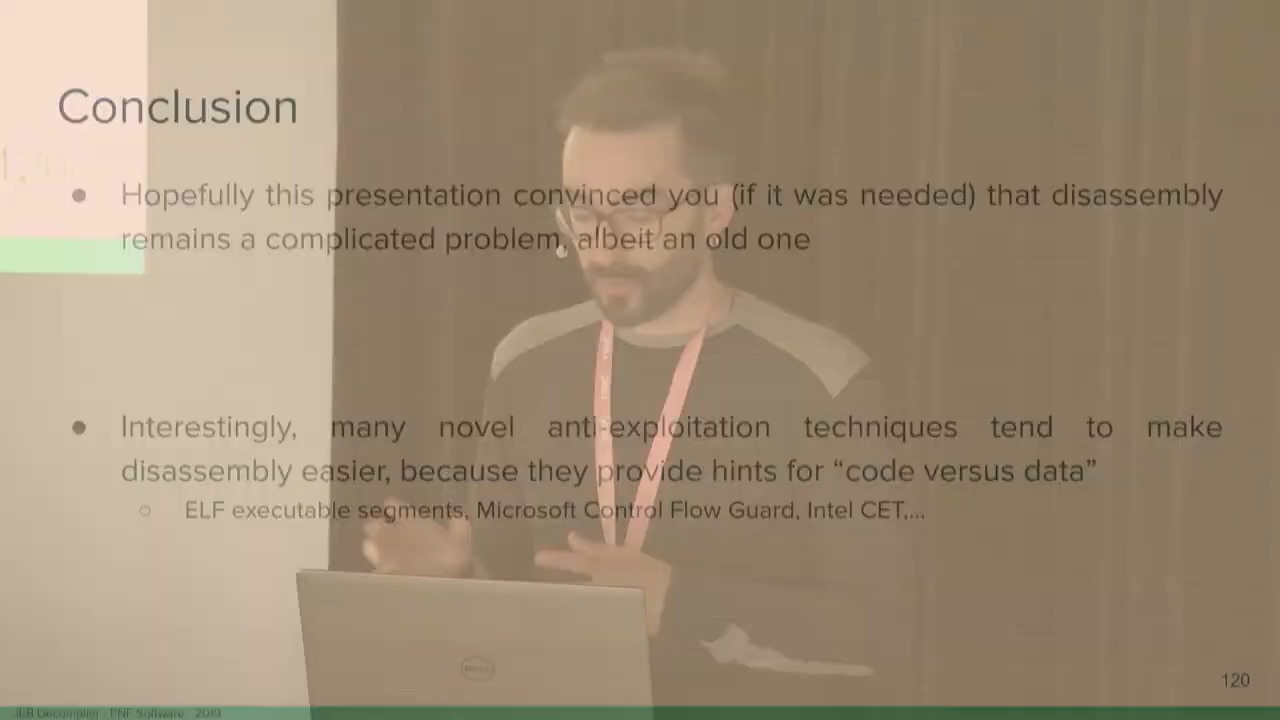 Conclusion
● Hopefully this presentation convinced you (if it was needed) that disassembly
remains a complicated problem, albeit an old one
● Interestingly, many novel anti-exploitation techniques tend to make
disassembly easier, because they provide hints for “code versus data”
○ ELF executable segments, Microsoft Control Flow Guard, Intel CET,...
120
JEB Decompiler - PNF Software - 2019
DELL